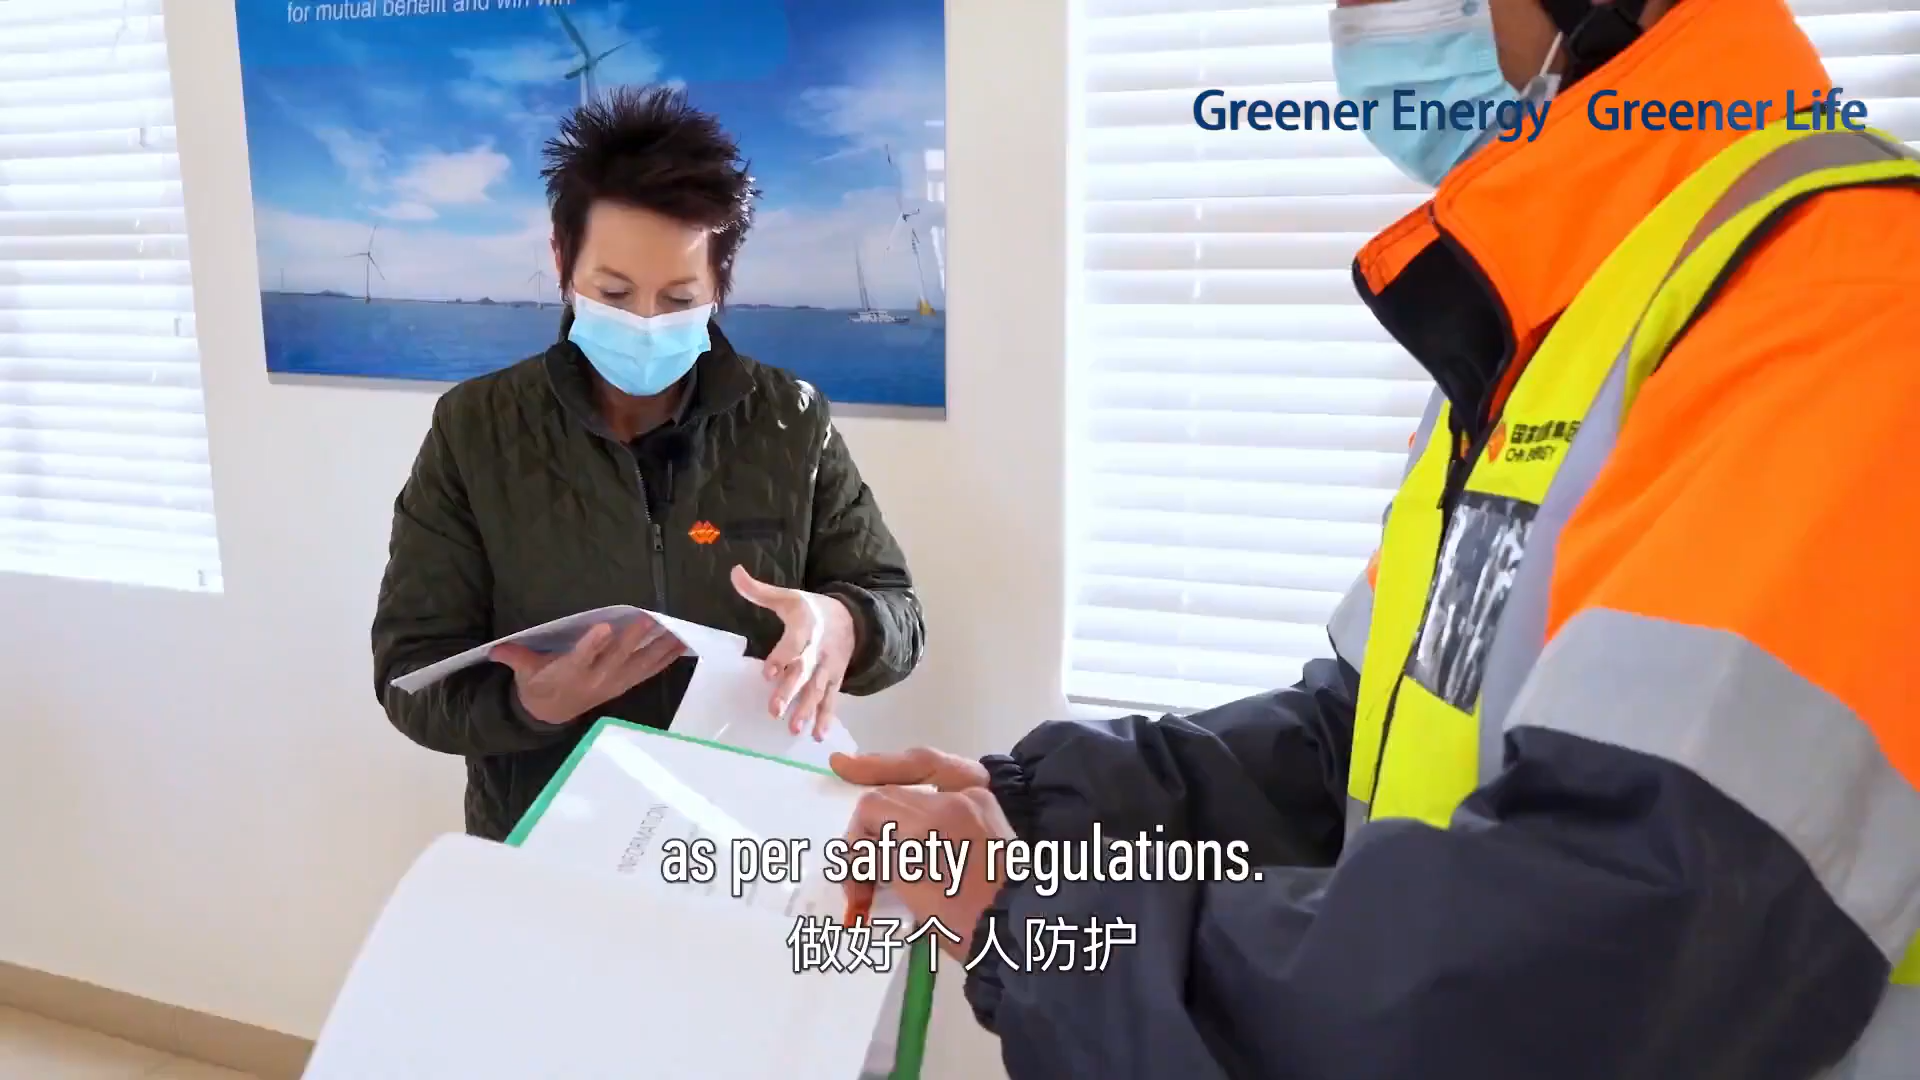 for mutual benefit and win win
Greener Energy Greener Life
INFORMATION
as per safety regulations.
做好个人防护